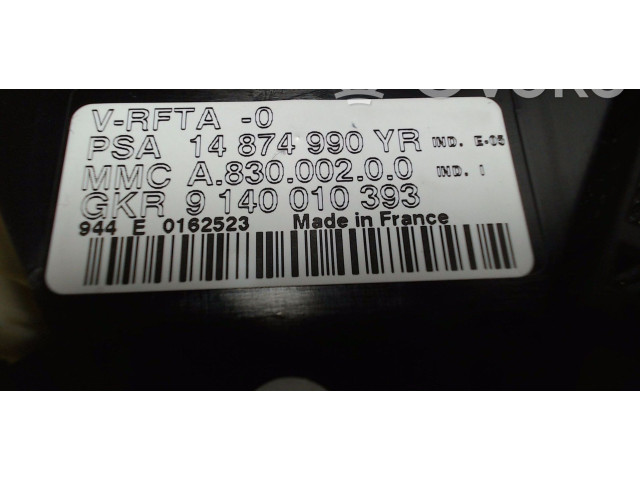 V-RFTA -0
PSA 14 874 990 YR IND. E-05
MMC A.830.002.0.0 IND. I
GKR 9 140 010 393
944 E 0162523 Made in France